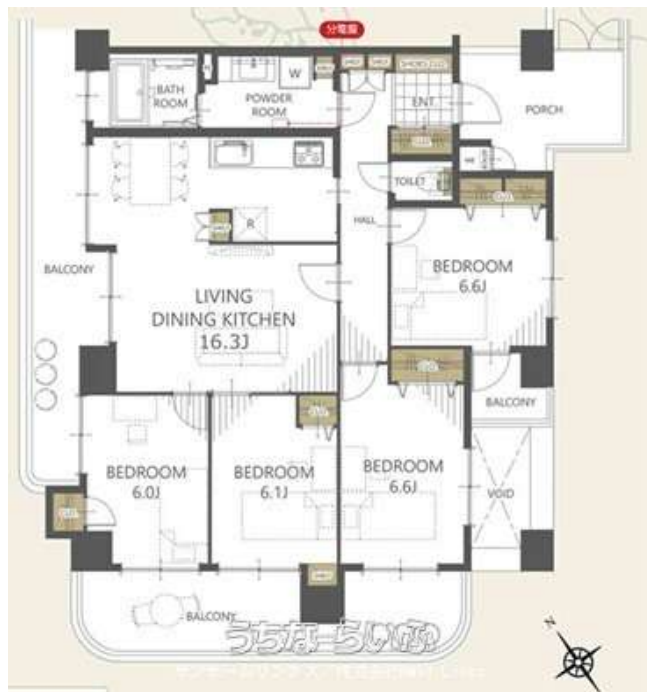 分電盤
BATH
ROOM
POWDER
ROOM
W
ENT.
PORCH
TOILET
HALL
R
BALCONY
LIVING
DINING KITCHEN
16.3J
BEDROOM
6.6J
BALCONY
BEDROOM
6.0J
BEDROOM
6.1J
BEDROOM
6.6J
VOID
BALCONY
うちなーらいふ
N